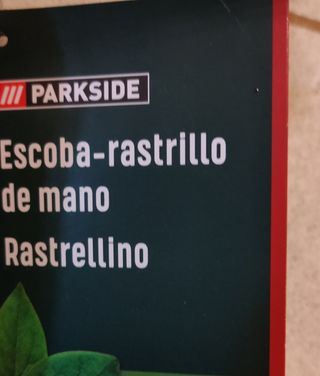 PARKSIDE
Escoba-rastrillo
de mano
Rastrellino